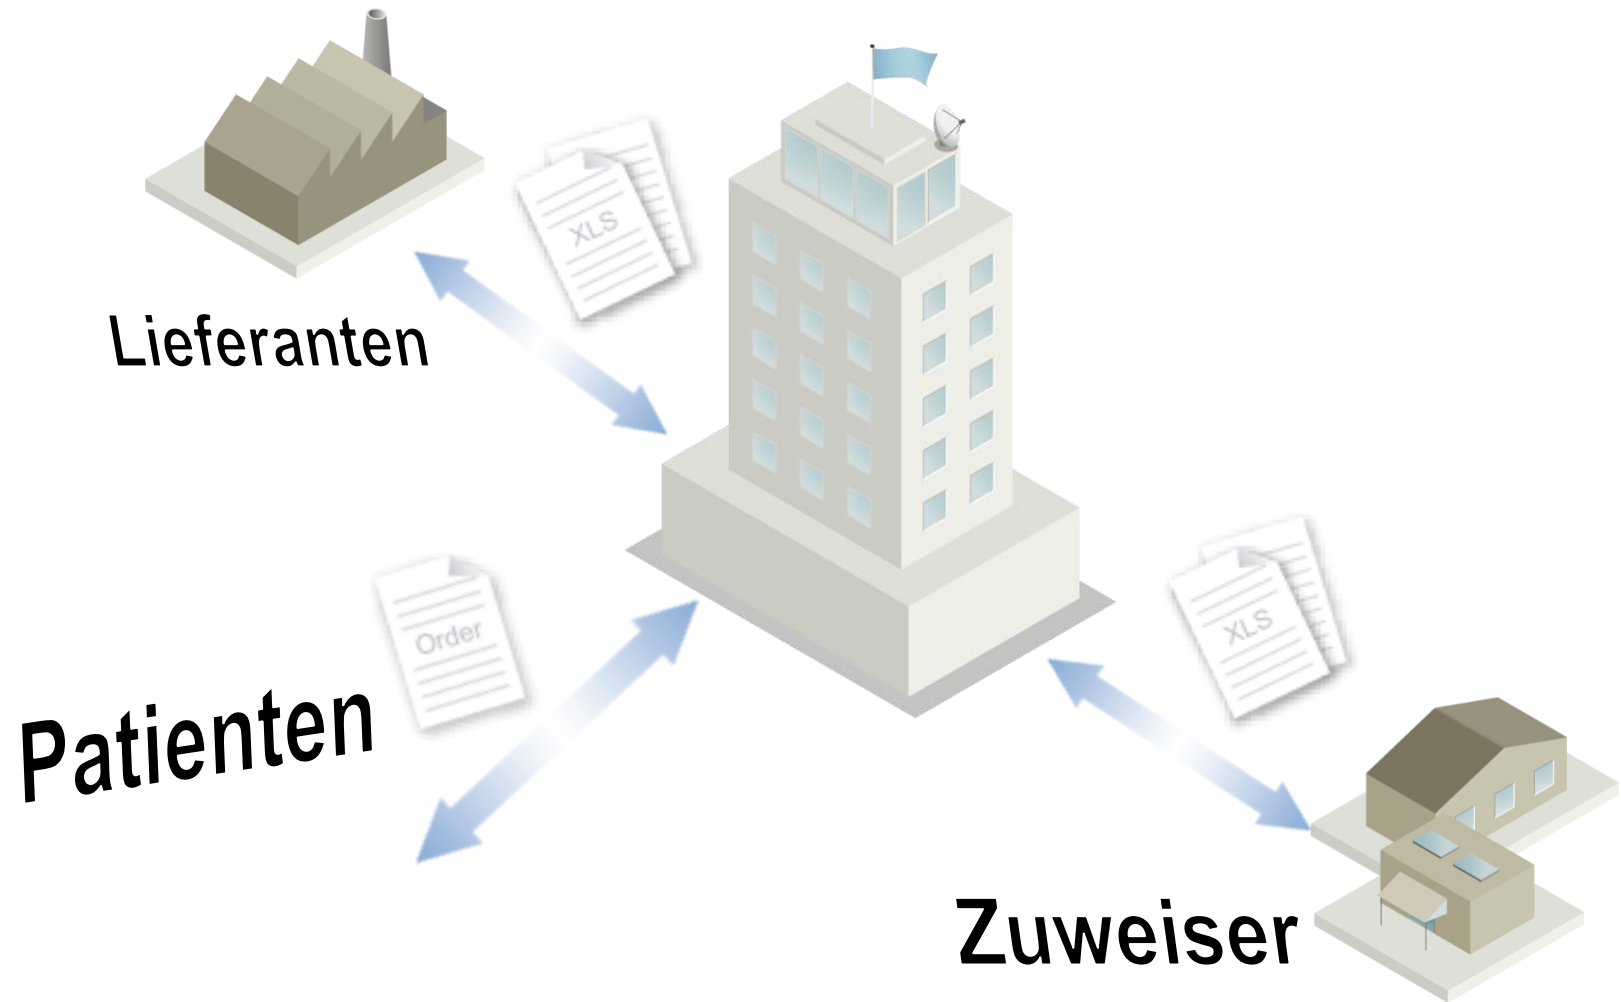 XLS
Lieferanten
Order
XLS
Patienten
Zuweiser